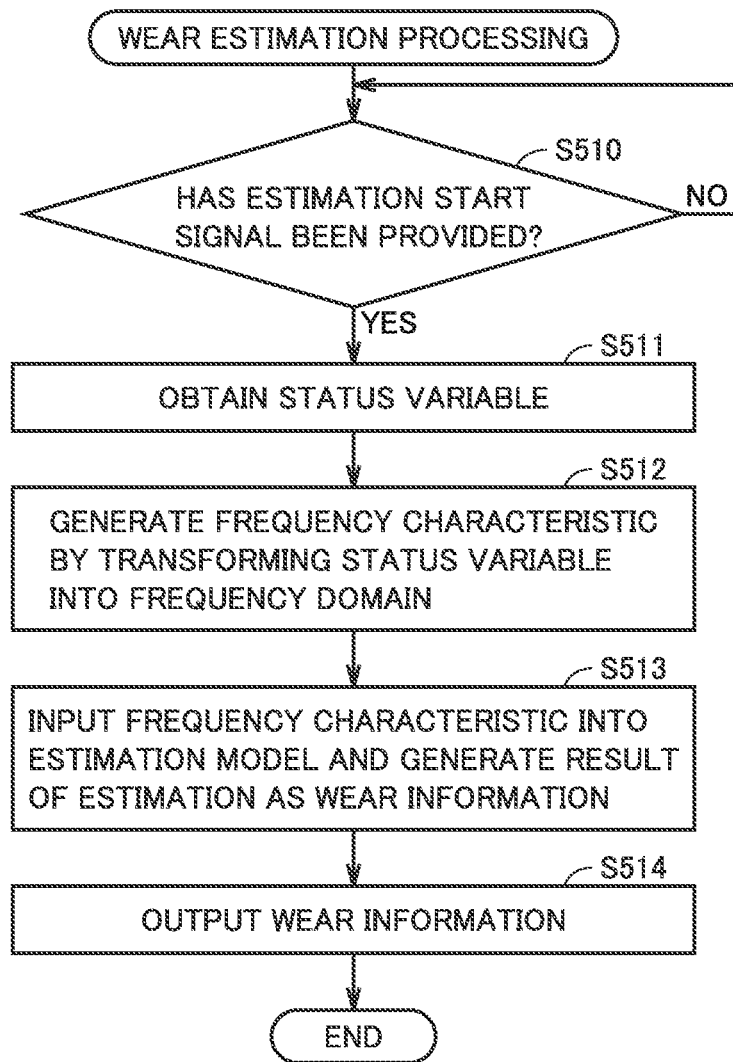 WEAR ESTIMATION PROCESSING
S510
HAS ESTIMATION START
SIGNAL BEEN PROVIDED?
NO
YES
S511
OBTAIN STATUS VARIABLE
S512
GENERATE FREQUENCY CHARACTERISTIC
BY TRANSFORMING STATUS VARIABLE
INTO FREQUENCY DOMAIN
S513
INPUT FREQUENCY CHARACTERISTIC INTO
ESTIMATION MODEL AND GENERATE RESULT
OF ESTIMATION AS WEAR INFORMATION
S514
OUTPUT WEAR INFORMATION
END